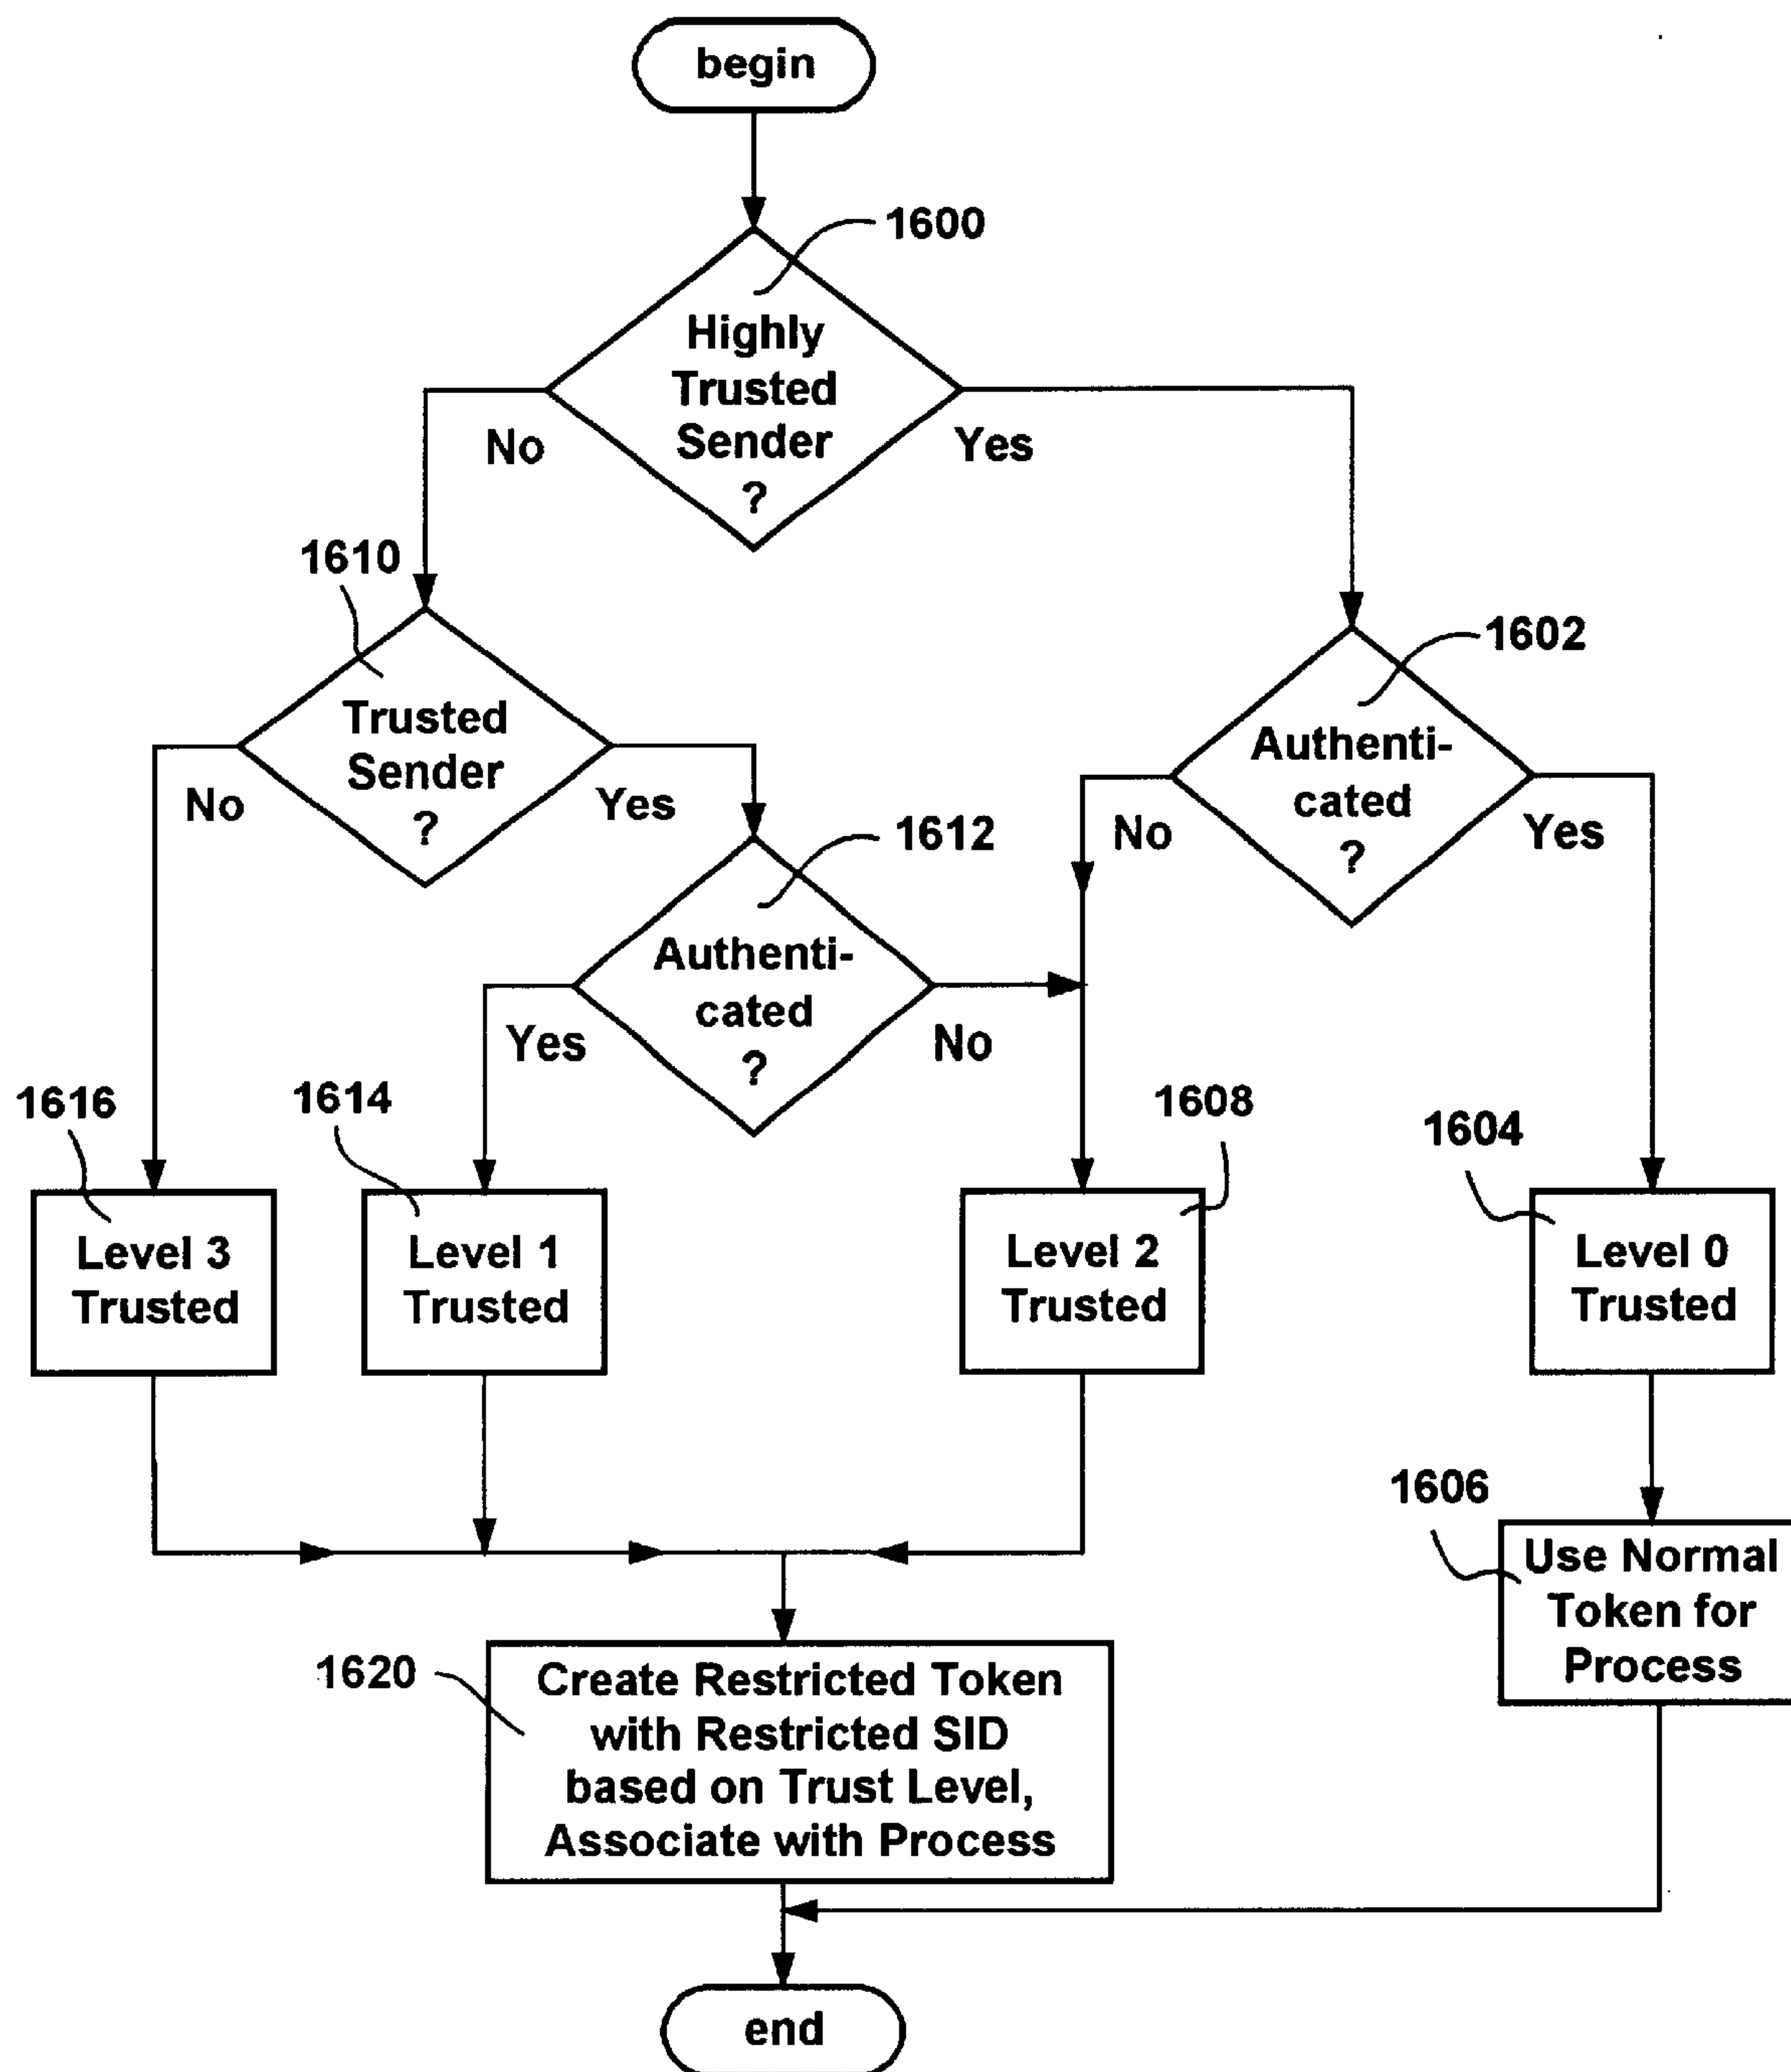 begin
1600
Highly
Trusted
Sender
?
No
Yes
1610
Trusted
Sender
?
No
Yes
1602
Authenti-
cated
?
No
Yes
1612
Authenti-
cated
?
Yes
No
1616
Level 3
Trusted
1614
Level 1
Trusted
1608
Level 2
Trusted
1604
Level 0
Trusted
1606
Use Normal
Token for
Process
1620
Create Restricted Token
with Restricted SID
based on Trust Level,
Associate with Process
end